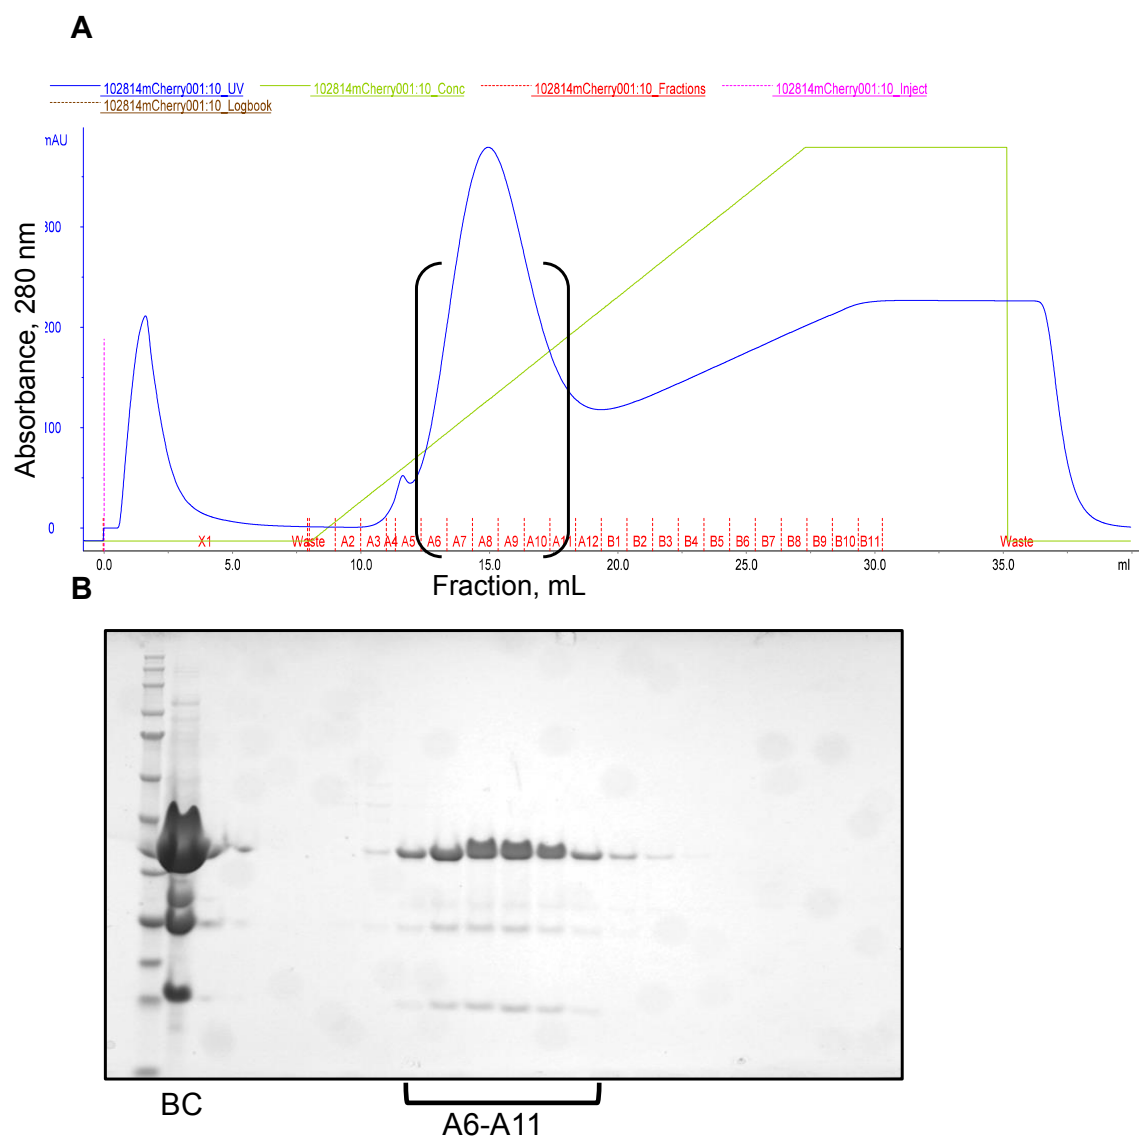 A
102814mCherry001:10_UV 102814mCherry001:10_Conc 102814mCherry001:10_Fractions 102814mCherry001:10_Inject
102814mCherry001:10_Logbook
mAU
300
200
100
0
Absorbance, 280 nm
X1 Waste A2 A3 A4 A5 A6 A7 A8 A9 A10 A11 A12 B1 B2 B3 B4 B5 B6 B7 B8 B9 B10 B11 Waste
0.0 5.0 10.0 15.0 20.0 25.0 30.0 35.0 ml
Fraction, mL
B
BC
A6-A11